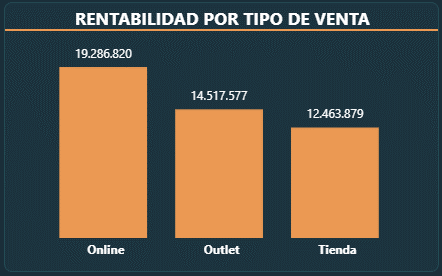 RENTABILIDAD POR TIPO DE VENTA
19.286.820
14.517.577
12.463.879
Online
Outlet
Tienda